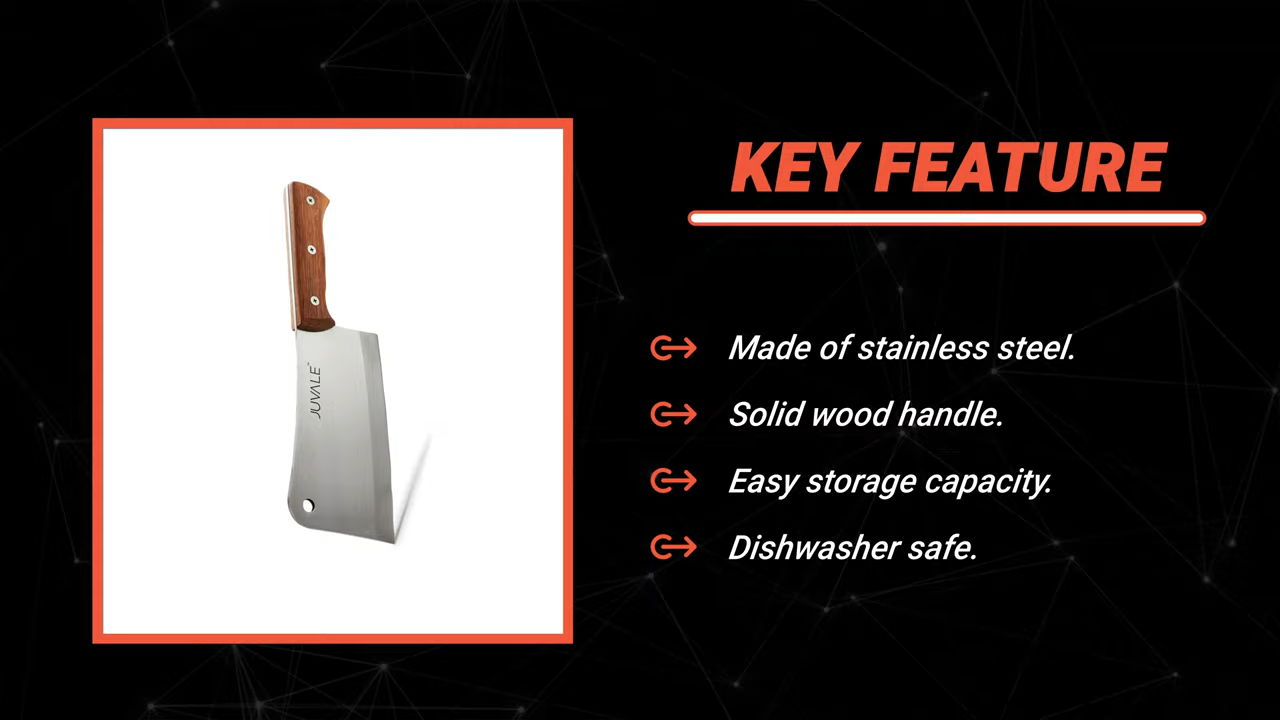 KEY FEATURE
JUVALE
Made of stainless steel.
Solid wood handle.
Easy storage capacity.
Dishwasher safe.